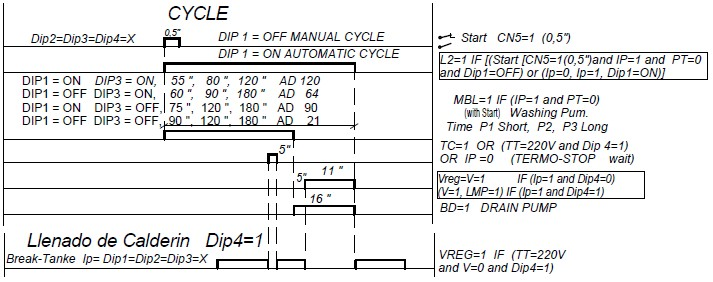 CYCLE
Dip2=Dip3=Dip4=X 0,5" DIP 1 = OFF MANUAL CYCLE Start CN5=1 (0,5")
DIP 1 = ON AUTOMATIC CYCLE
L2=1 IF [(Start [CN5=1(0,5")and IP=1 and PT=0
and Dip1=OFF) or (Ip=0, Ip=1, Dip1=ON)]
DIP1 = ON DIP3 = ON, 55 ", 80 ", 120 " AD 120
DIP1 = OFF DIP3 = ON, 60 ", 90 ", 180 " AD 64
DIP1 = ON DIP3 = OFF, 75 ", 120 ", 180 " AD 90
DIP1 = OFF DIP3 = OFF, 90 ", 120 ", 180 " AD 21
MBL=1 IF (IP=1 and PT=0)
(with Start) Washing Pum.
Time P1 Short, P2, P3 Long
5"
TC=1 OR (TT=220V and Dip 4=1)
OR IP =0 (TERMO-STOP wait)
5" 11 "
Vreg=V=1 IF (Ip=1 and Dip4=0)
(V=1, LMP=1) IF (Ip=1 and Dip4=1)
16 "
BD=1 DRAIN PUMP
Llenado de Calderin Dip4=1
Break-Tanke Ip= Dip1=Dip2=Dip3=X
VREG=1 IF (TT=220V
and V=0 and Dip4=1)